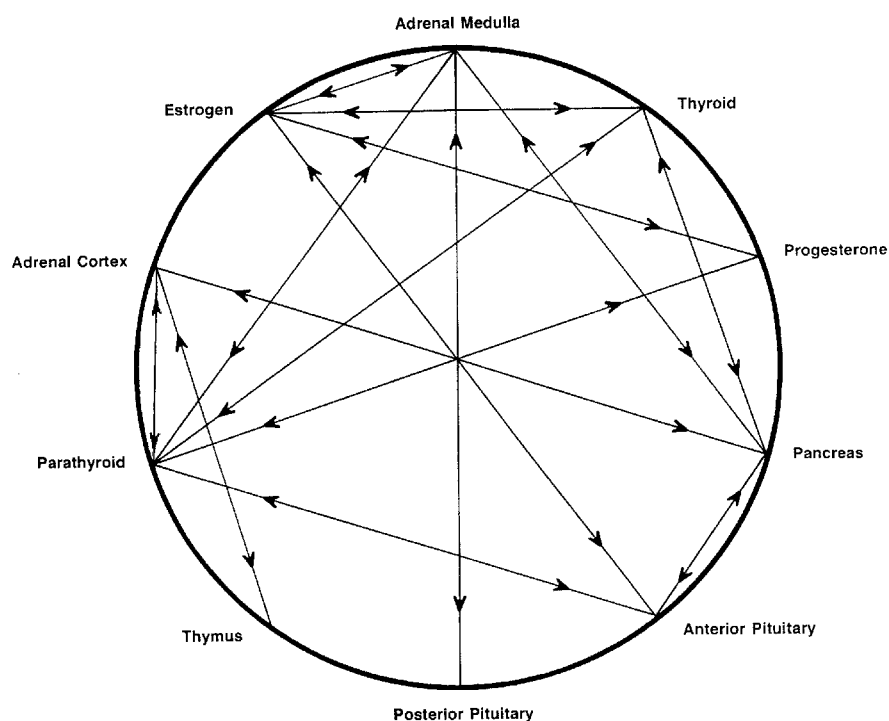 Adrenal Medulla
Estrogen
Thyroid
Adrenal Cortex
Progesterone
Parathyroid
Pancreas
Thymus
Anterior Pituitary
Posterior Pituitary